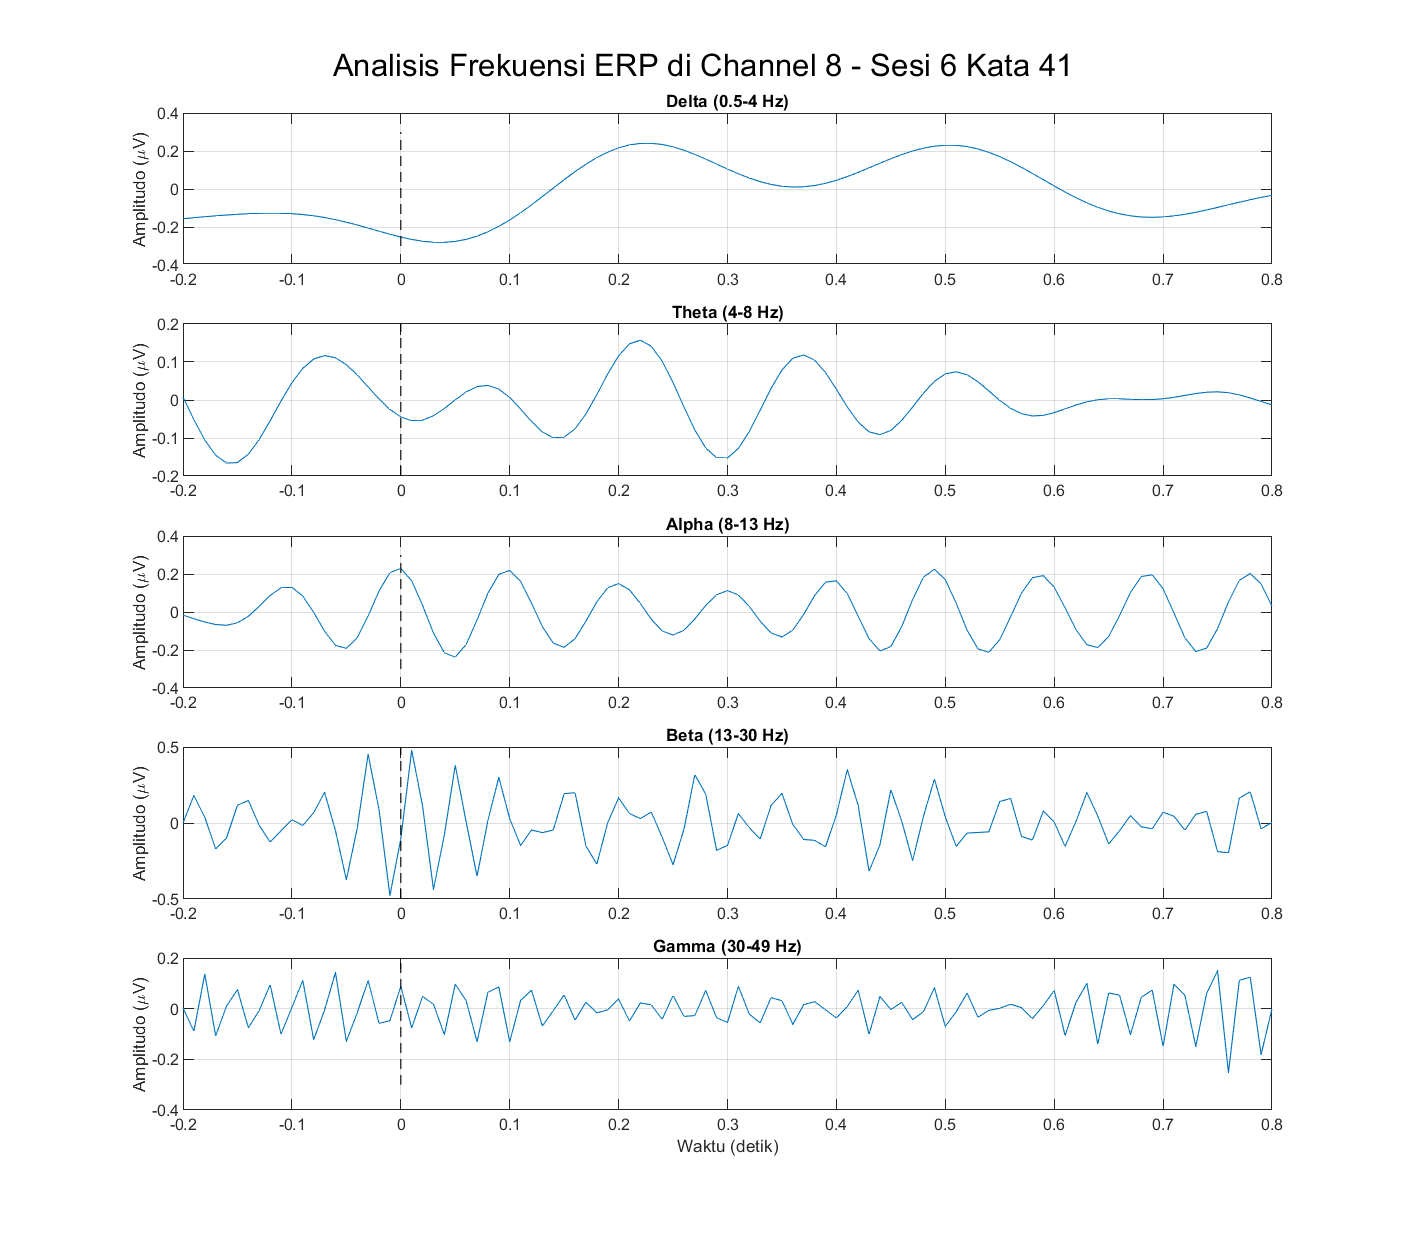 Analisis Frekuensi ERP di Channel 8 - Sesi 6 Kata 41
Delta (0.5-4 Hz)
Amplitudo (μV)
0.4
0.2
0
-0.2
-0.4
-0.2 -0.1 0 0.1 0.2 0.3 0.4 0.5 0.6 0.7 0.8
Theta (4-8 Hz)
Amplitudo (μV)
0.2
0.1
0
-0.1
-0.2
-0.2 -0.1 0 0.1 0.2 0.3 0.4 0.5 0.6 0.7 0.8
Alpha (8-13 Hz)
Amplitudo (μV)
0.4
0.2
0
-0.2
-0.4
-0.2 -0.1 0 0.1 0.2 0.3 0.4 0.5 0.6 0.7 0.8
Beta (13-30 Hz)
Amplitudo (μV)
0.5
0
-0.5
-0.2 -0.1 0 0.1 0.2 0.3 0.4 0.5 0.6 0.7 0.8
Gamma (30-49 Hz)
Amplitudo (μV)
0.2
0
-0.2
-0.4
-0.2 -0.1 0 0.1 0.2 0.3 0.4 0.5 0.6 0.7 0.8
Waktu (detik)